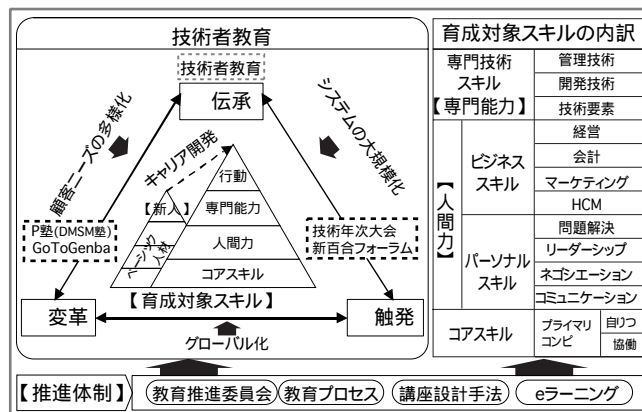 技術者教育
技術者教育
伝承
顧客ニーズの多様化
システムの大規模化
キャリア開発
行動
【新人】
専門能力
人間力
コアスキル
ベーシック
人材
P塾(DMSM塾)
GoToGenba
技術年次大会
新百合フォーラム
【育成対象スキル】
変革
触発
グローバル化
育成対象スキルの内訳
専門技術
スキル
【専門能力】
管理技術
開発技術
技術要素
【人間力】
ビジネス
スキル
経営
会計
マーケティング
HCM
パーソナル
スキル
問題解決
リーダーシップ
ネゴシエーション
コミュニケーション
コアスキル
プライマリ
コンピ
自りつ
協働
【推進体制】
教育推進委員会
教育プロセス
講座設計手法
eラーニング